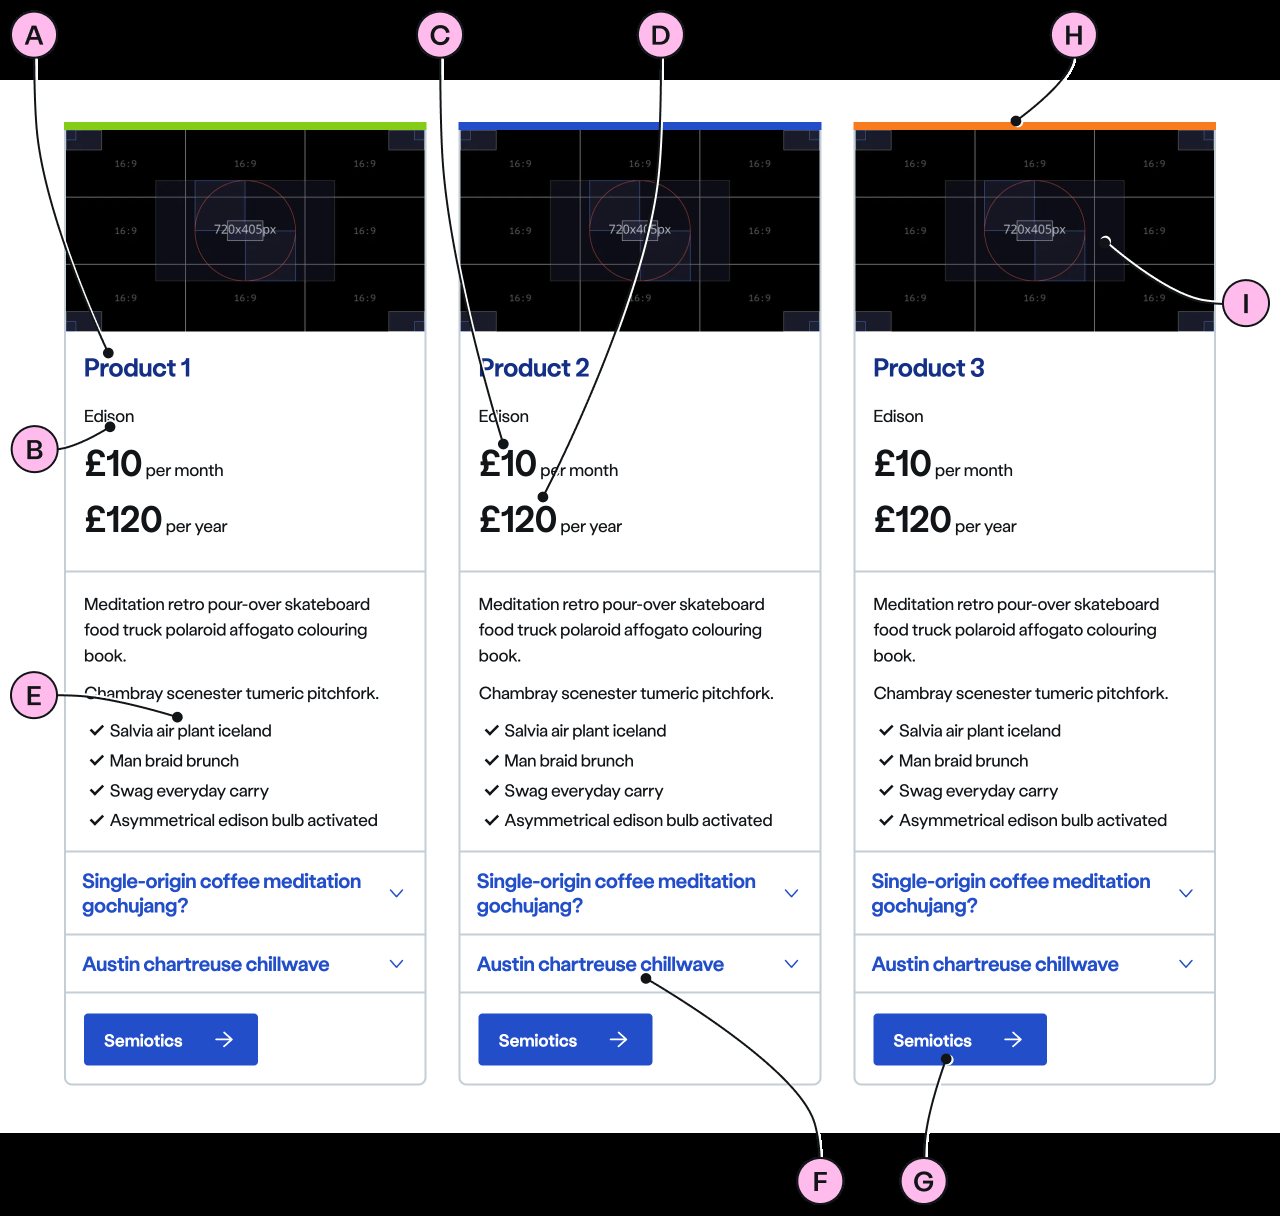 A
C
D
H
16:9 16:9 16:9
16:9 720x405px 16:9
16:9 16:9 16:9
16:9 16:9 16:9
16:9 720x405px 16:9
16:9 16:9 16:9
16:9 16:9 16:9
16:9 720x405px 16:9
16:9 16:9 16:9
I
B
E
Product 1
Edison
£10 per month
£120 per year
Meditation retro pour-over skateboard
food truck polaroid affogato colouring
book.
Chambray scenester tumeric pitchfork.
Salvia air plant iceland
Man braid brunch
Swag everyday carry
Asymmetrical edison bulb activated
Single-origin coffee meditation
gochujang?
Austin chartreuse chillwave
Semiotics
Product 2
Edison
£10 per month
£120 per year
Meditation retro pour-over skateboard
food truck polaroid affogato colouring
book.
Chambray scenester tumeric pitchfork.
Salvia air plant iceland
Man braid brunch
Swag everyday carry
Asymmetrical edison bulb activated
Single-origin coffee meditation
gochujang?
Austin chartreuse chillwave
Semiotics
Product 3
Edison
£10 per month
£120 per year
Meditation retro pour-over skateboard
food truck polaroid affogato colouring
book.
Chambray scenester tumeric pitchfork.
Salvia air plant iceland
Man braid brunch
Swag everyday carry
Asymmetrical edison bulb activated
Single-origin coffee meditation
gochujang?
Austin chartreuse chillwave
Semiotics
F
G